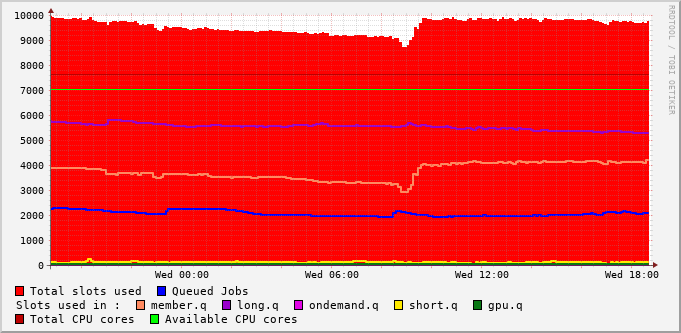 10000
9000
8000
7000
6000
5000
4000
3000
2000
1000
0
Wed 00:00 Wed 06:00 Wed 12:00 Wed 18:00
RRDTOOL / TOBI OETIKER
Total slots used Queued Jobs
Slots used in : member.q long.q ondemand.q short.q gpu.q
Total CPU cores Available CPU cores